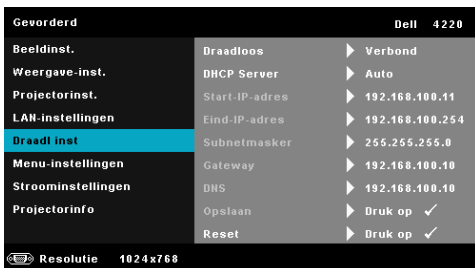 Gevorderd Dell 4220
Beeldinst. Draadloos Verbond
Weergave-inst. DHCP Server Auto
Projectorinst. Start-IP-adres 192.168.100.11
LAN-instellingen Eind-IP-adres 192.168.100.254
Draadl inst Subnetmasker 255.255.255.0
Menu-instellingen Gateway 192.168.100.10
Stroominstellingen DNS 192.168.100.10
Projectorinfo Opslaan Druk op ✓
Reset Druk op ✓
Resolutie 1024x768